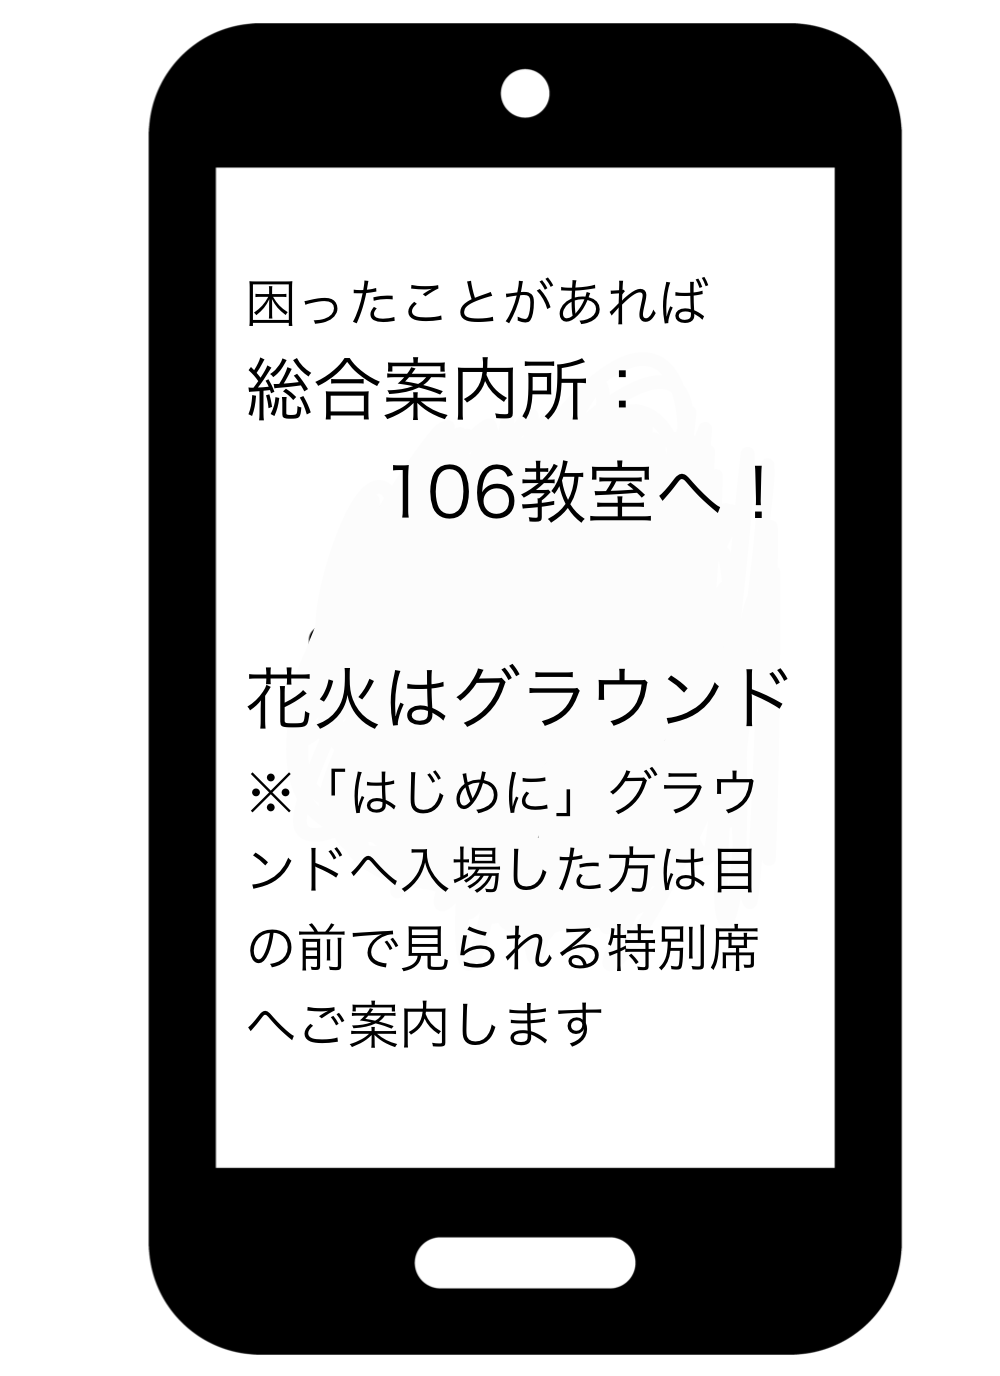 困ったことがあれば
総合案内所：
106教室へ！
花火はグラウンド
※「はじめに」グラウ
ンドへ入場した方は目
の前で見られる特別席
へご案内します